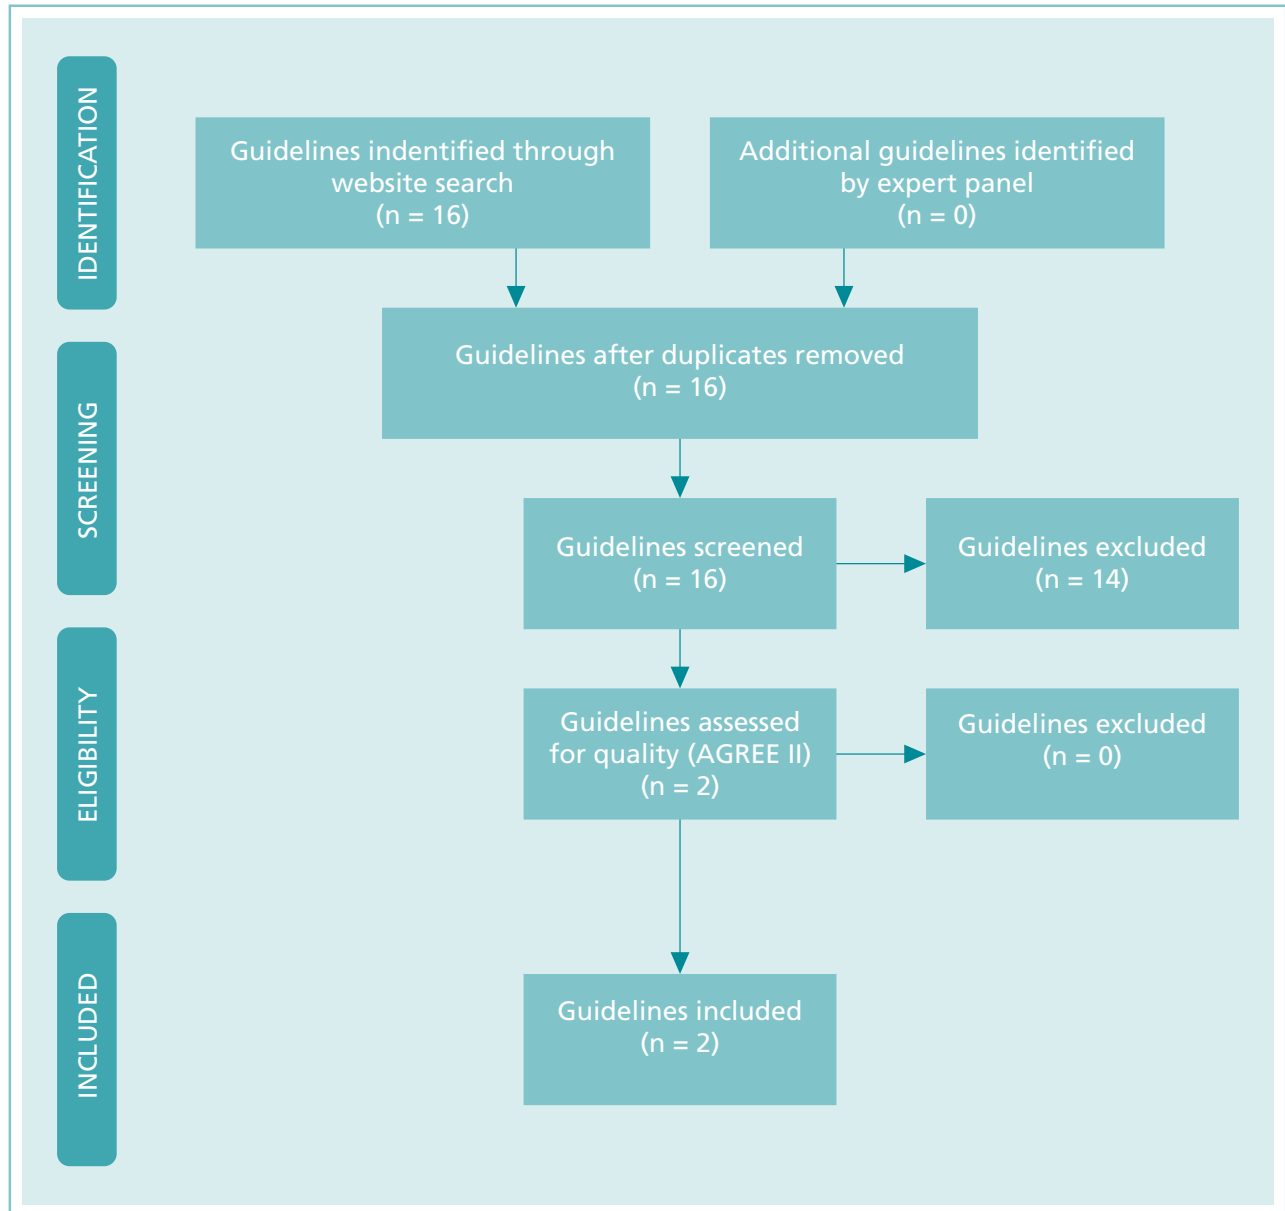 IDENTIFICATION
Guidelines indentified through
website search
(n = 16)
Additional guidelines identified
by expert panel
(n = 0)
Guidelines after duplicates removed
(n = 16)
SCREENING
Guidelines screened
(n = 16)
Guidelines excluded
(n = 14)
ELIGIBILITY
Guidelines assessed
for quality (AGREE II)
(n = 2)
Guidelines excluded
(n = 0)
INCLUDED
Guidelines included
(n = 2)